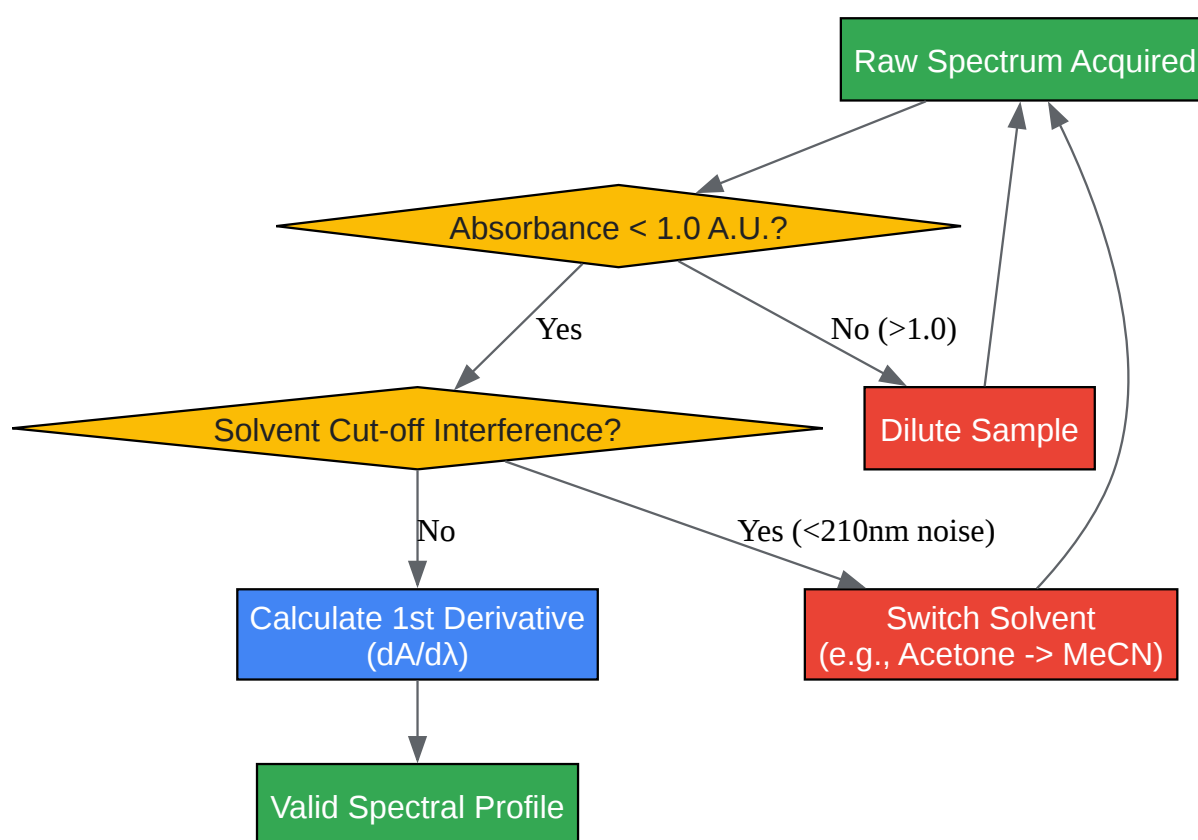 Raw Spectrum Acquired
Absorbance < 1.0 A.U.?
Yes
No (>1.0)
Solvent Cut-off Interference?
Dilute Sample
No
Yes (<210nm noise)
Calculate 1st Derivative
(dA/dλ)
Switch Solvent
(e.g., Acetone -> MeCN)
Valid Spectral Profile